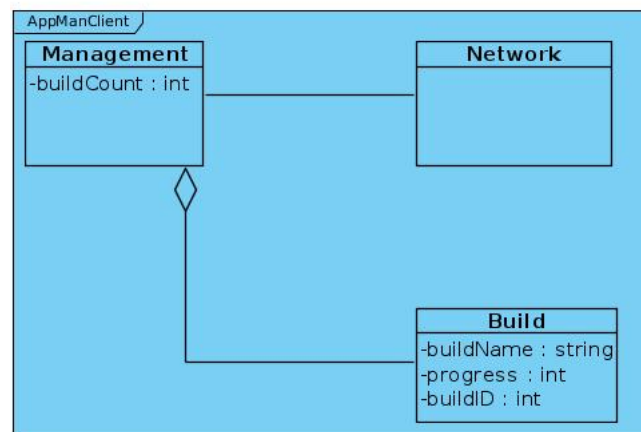 AppManClient
Management
-buildCount : int
Network
Build
-buildName : string
-progress : int
-buildID : int